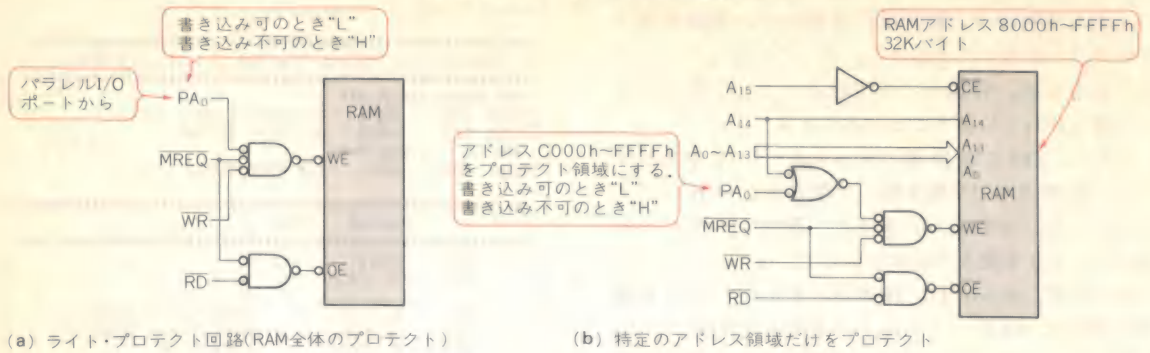 書き込み可のとき"L"
書き込み不可のとき"H"
パラレルI/O
ポートから
PA₀
MREQ
WR
RD
RAM
WE
OE
(a) ライト・プロテクト回路(RAM全体のプロテクト)
RAMアドレス 8000h~FFFFh
32Kバイト
A₁₅
A₁₄
アドレス C000h~FFFFh
をプロテクト領域にする.
書き込み可のとき"L"
書き込み不可のとき"H"
A₀~A₁₃
PA₀
MREQ
WR
RD
CE
A₁₄
A₁₃
~
A₀
RAM
WE
OE
(b) 特定のアドレス領域だけをプロテクト